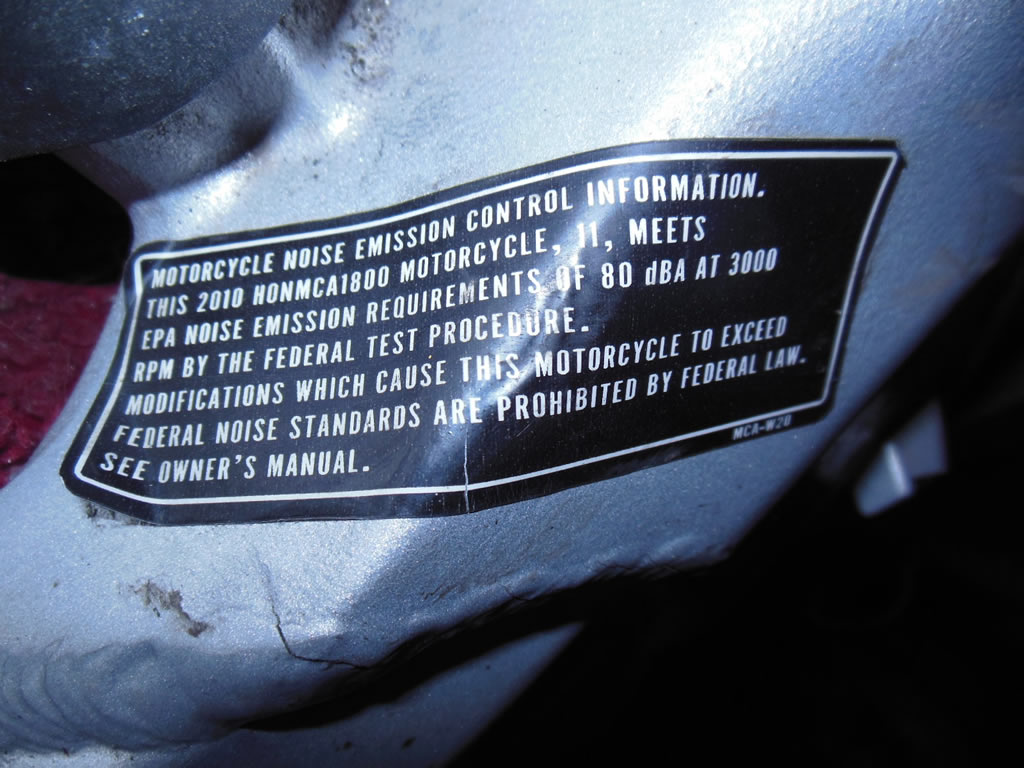 MOTORCYCLE NOISE EMISSION CONTROL INFORMATION.
THIS 2010 HONMCA1800 MOTORCYCLE, 11, MEETS
EPA NOISE EMISSION REQUIREMENTS OF 80 dBA AT 3000
RPM BY THE FEDERAL TEST PROCEDURE.
MODIFICATIONS WHICH CAUSE THIS MOTORCYCLE TO EXCEED
FEDERAL NOISE STANDARDS ARE PROHIBITED BY FEDERAL LAW.
SEE OWNER'S MANUAL.
MCA-W20